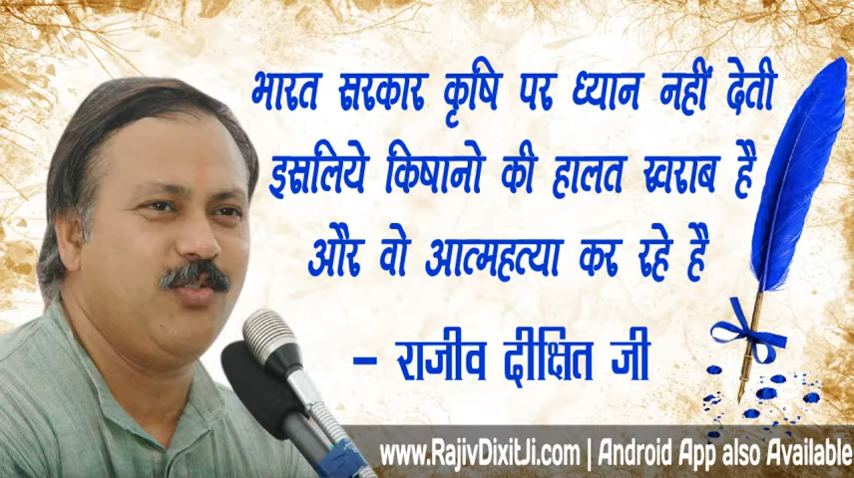 भारत सरकार कृषि पर ध्यान नहीं देती
इसलिये किषानो की हालत खराब है
और वो आत्महत्या कर रहे है
– राजीव दीक्षित जी
www.RajivDixitJi.com | Android App also Available